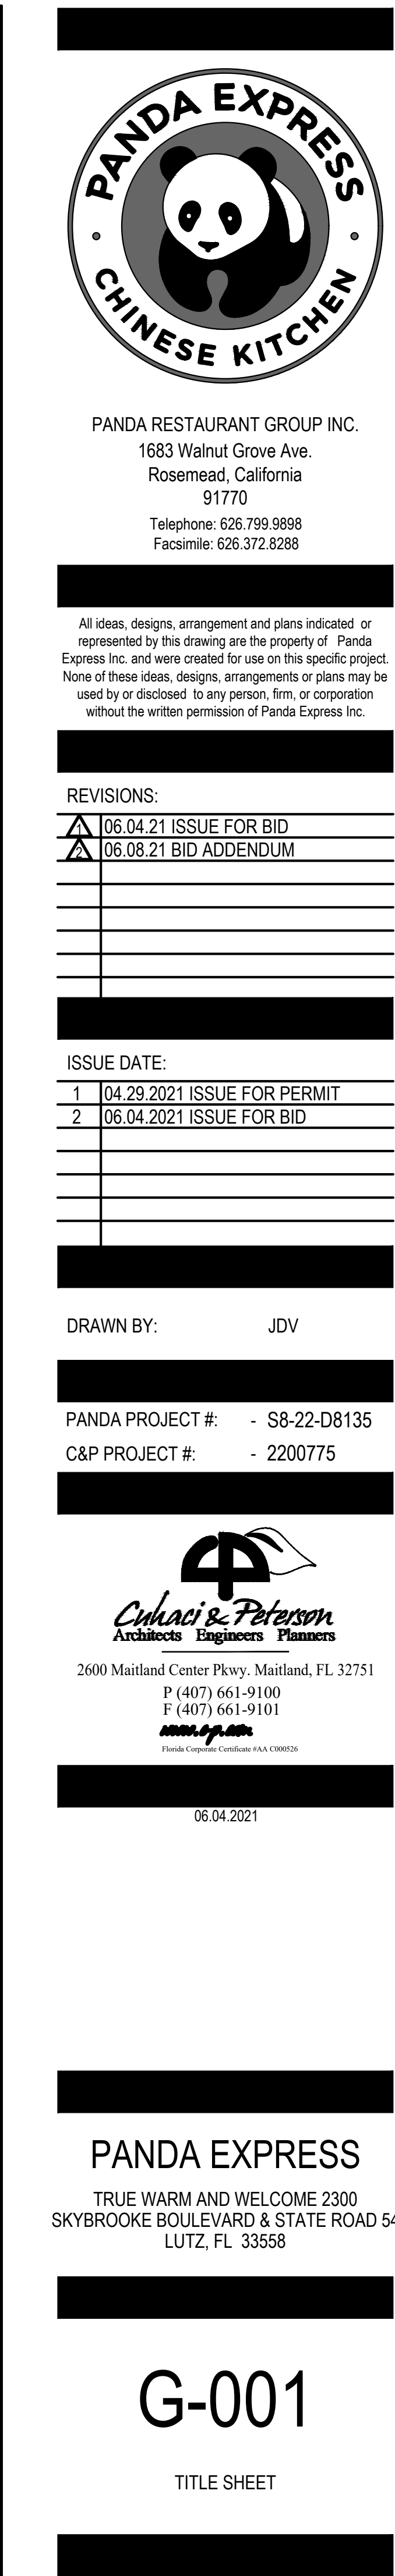 PANDA EXPRESS
CHINESE KITCHEN
PANDA RESTAURANT GROUP INC.
1683 Walnut Grove Ave.
Rosemead, California
91770
Telephone: 626.799.9898
Facsimile: 626.372.8288
All ideas, designs, arrangement and plans indicated or
represented by this drawing are the property of Panda
Express Inc. and were created for use on this specific project.
None of these ideas, designs, arrangements or plans may be
used by or disclosed to any person, firm, or corporation
without the written permission of Panda Express Inc.
REVISIONS:
1 06.04.21 ISSUE FOR BID
2 06.08.21 BID ADDENDUM
ISSUE DATE:
1 04.29.2021 ISSUE FOR PERMIT
2 06.04.2021 ISSUE FOR BID
DRAWN BY: JDV
PANDA PROJECT #: - S8-22-D8135
C&P PROJECT #: - 2200775
Cuhaci & Peterson
Architects Engineers Planners
2600 Maitland Center Pkwy. Maitland, FL 32751
P (407) 661-9100
F (407) 661-9101
www.c-p.com
Florida Corporate Certificate #AA C000526
06.04.2021
PANDA EXPRESS
TRUE WARM AND WELCOME 2300
SKYBROOKE BOULEVARD & STATE ROAD 54
LUTZ, FL 33558
G-001
TITLE SHEET